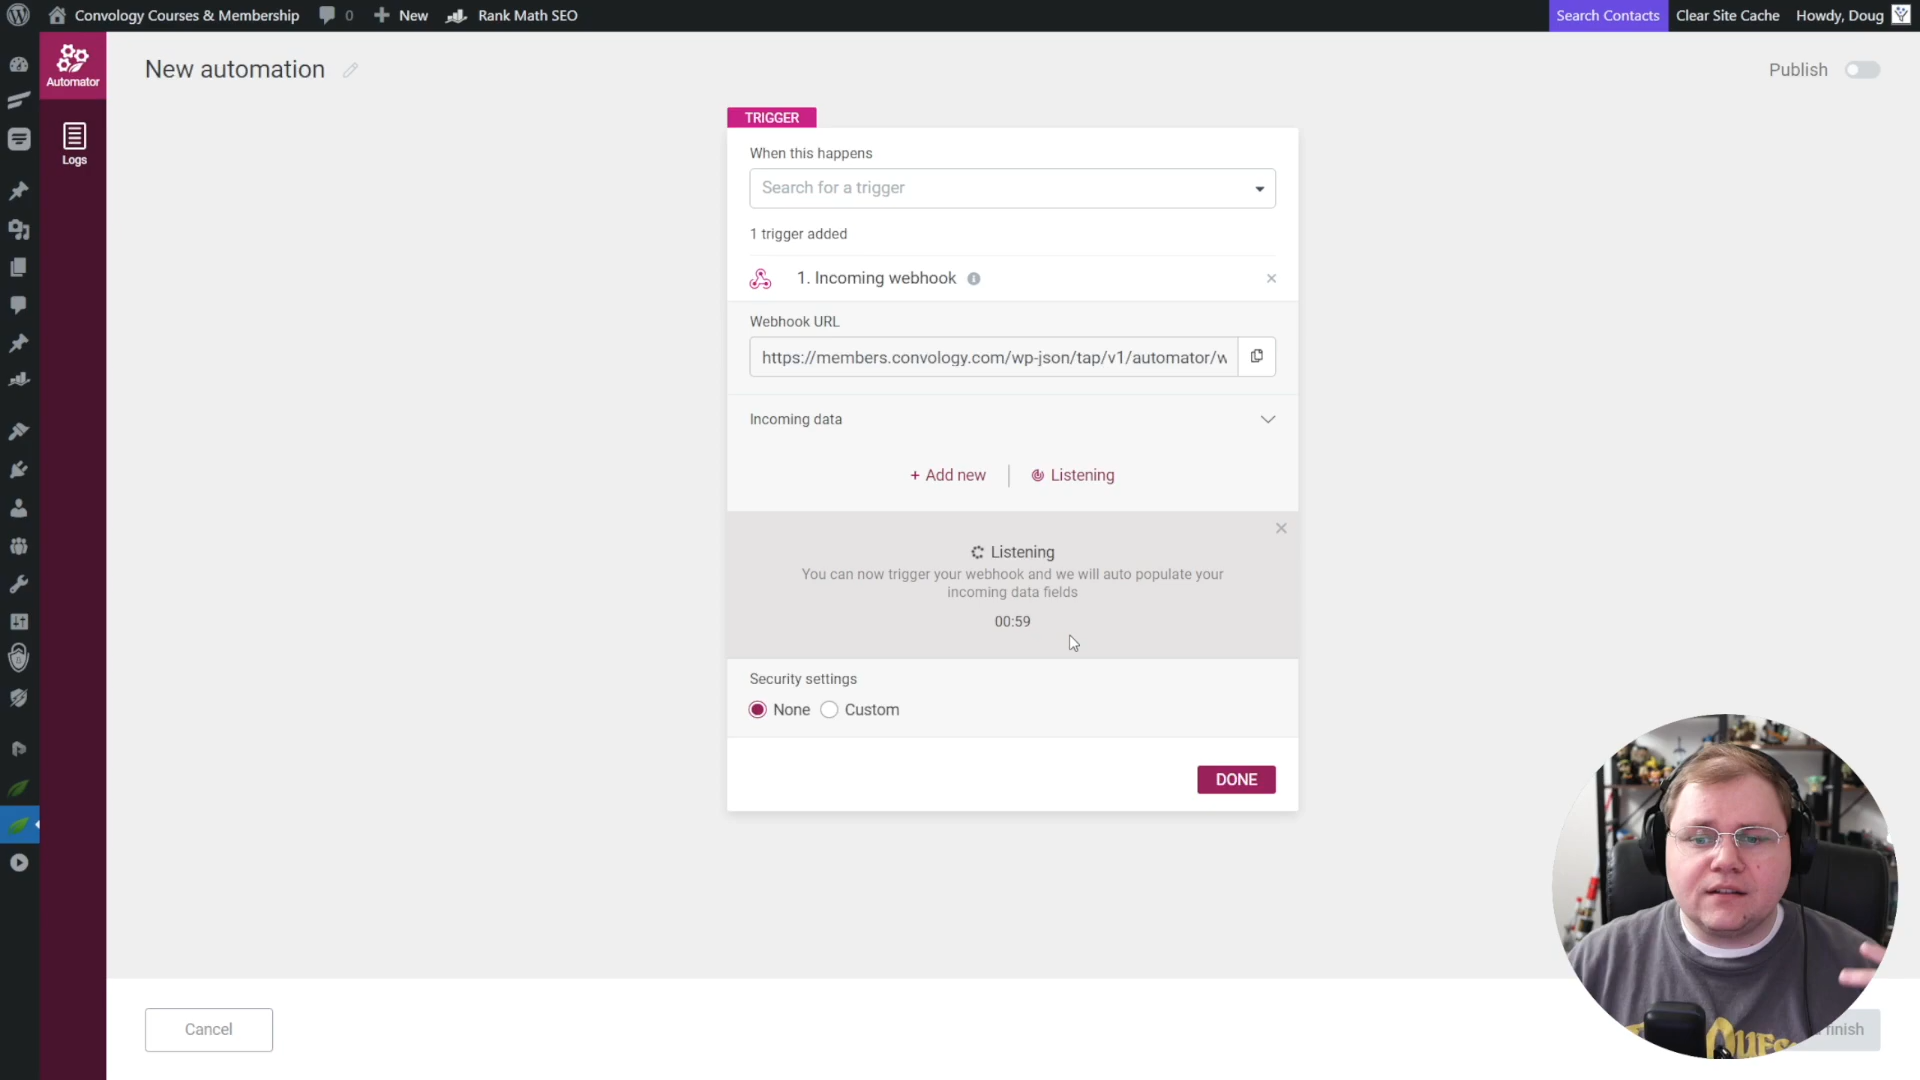 Convology Courses & Membership
0
New
Rank Math SEO
Search Contacts
Clear Site Cache
Howdy, Doug
Automator
Logs
New automation
Publish
TRIGGER
When this happens
Search for a trigger
1 trigger added
1. Incoming webhook
Webhook URL
https://members.convology.com/wp-json/tap/v1/automator/w
Incoming data
+ Add new
Listening
Listening
You can now trigger your webhook and we will auto populate your
incoming data fields
00:59
Security settings
None
Custom
DONE
Cancel
finish